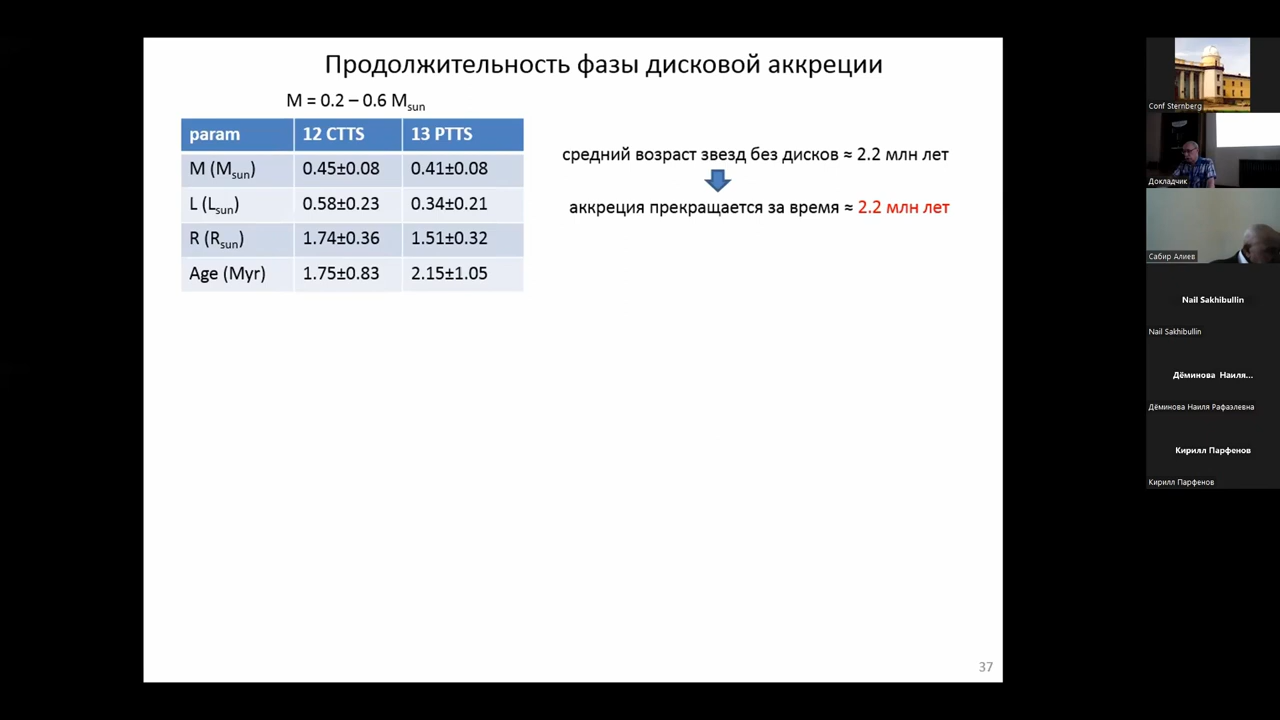 Продолжительность фазы дисковой аккреции
M = 0.2 – 0.6 Msun
param 12 CTTS 13 PTTS
M (Msun) 0.45±0.08 0.41±0.08
L (Lsun) 0.58±0.23 0.34±0.21
R (Rsun) 1.74±0.36 1.51±0.32
Age (Myr) 1.75±0.83 2.15±1.05
средний возраст звезд без дисков ≈ 2.2 млн лет
аккреция прекращается за время ≈ 2.2 млн лет
37
Conf Sternberg
Докладчик
Сабир Алиев
Nail Sakhibullin
Nail Sakhibullin
Дёминова Наиля...
Дёминова Наиля Рафаэлевна
Кирилл Парфенов
Кирилл Парфенов